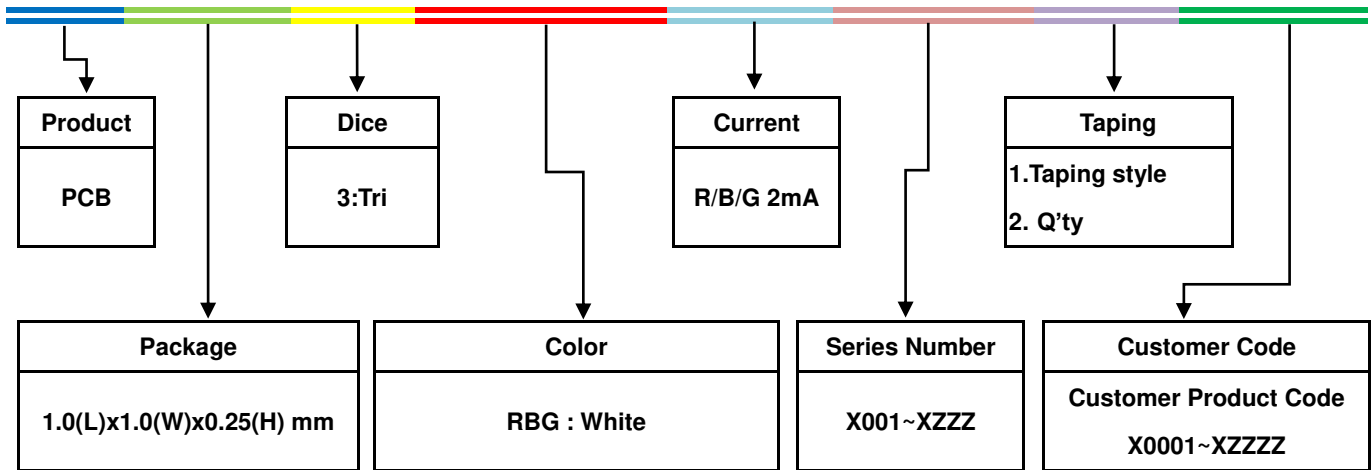 Product
PCB
Dice
3:Tri
Current
R/B/G 2mA
Taping
1.Taping style
2. Q'ty
Package
1.0(L)x1.0(W)x0.25(H) mm
Color
RBG : White
Series Number
X001~XZZZ
Customer Code
Customer Product Code
X0001~XZZZZ